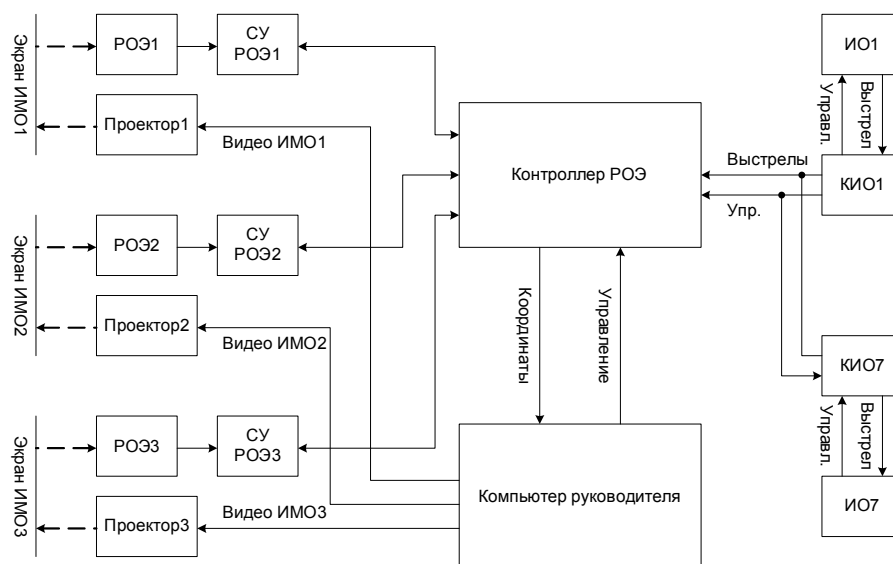 Экран ИМО1
РОЭ1
СУ
РОЭ1
Проектор1
Видео ИМО1
Экран ИМО2
РОЭ2
СУ
РОЭ2
Проектор2
Видео ИМО2
Экран ИМО3
РОЭ3
СУ
РОЭ3
Проектор3
Видео ИМО3
Контроллер РОЭ
Координаты
Управление
Компьютер руководителя
Выстрелы
Упр.
ИО1
Управл.
Выстрел
КИО1
КИО7
Управл.
Выстрел
ИО7